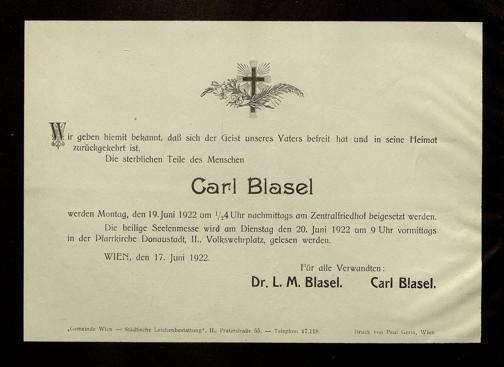 Wir geben hiemit bekannt, daß sich der Geist unseres Vaters befreit hat und in seine Heimat
zurückgekehrt ist.
Die sterblichen Teile des Menschen
Carl Blasel
werden Montag, den 19. Juni 1922 um ½4 Uhr nachmittags am Zentralfriedhof beigesetzt werden.
Die heilige Seelenmesse wird am Dienstag den 20. Juni 1922 um 9 Uhr vormittags
in der Pfarrkirche Donaustadt, II., Volkswehrplatz, gelesen werden.
WIEN, den 17. Juni 1922.
Für alle Verwandten:
Dr. L. M. Blasel. Carl Blasel.
„Gemeinde Wien — Städtische Leichenbestattung“, II., Praterstraße 55. — Telephon 47.118
Druck von Paul Gerin, Wien